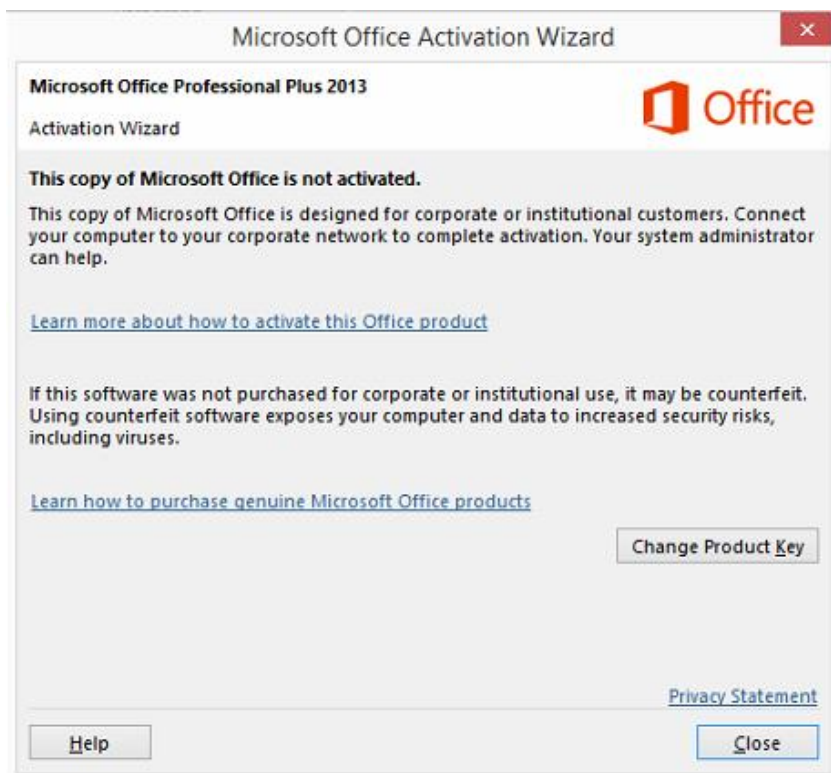 Microsoft Office Activation Wizard
Microsoft Office Professional Plus 2013
Office
Activation Wizard
This copy of Microsoft Office is not activated.
This copy of Microsoft Office is designed for corporate or institutional customers. Connect
your computer to your corporate network to complete activation. Your system administrator
can help.
Learn more about how to activate this Office product
If this software was not purchased for corporate or institutional use, it may be counterfeit.
Using counterfeit software exposes your computer and data to increased security risks,
including viruses.
Learn how to purchase genuine Microsoft Office products
Change Product Key
Privacy Statement
Help
Close